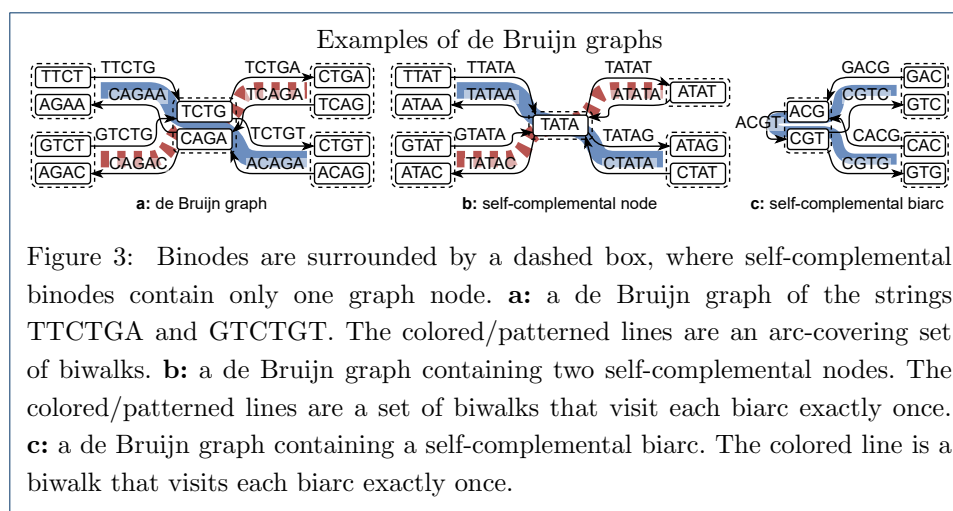 Examples of de Bruijn graphs
TTCT
TTCTG
AGAA
CAGAA
GTCT
GTCTG
AGAC
CAGAC
TCTG
CAGA
TCTGA
CTGA
TCAGA
TCAG
TCTGT
CTGT
ACAGA
ACAG
a: de Bruijn graph
TTAT
TTATA
ATAA
TATAA
GTAT
GTATA
ATAC
TATAC
TATA
TATAT
ATATA
ATAT
TATAG
ATAG
CTATA
CTAT
b: self-complemental node
ACGT
ACG
CGT
GACG
GAC
CGTC
GTC
CACG
CAC
CGTG
GTG
c: self-complemental biarc
Figure 3: Binodes are surrounded by a dashed box, where self-complemental
binodes contain only one graph node. a: a de Bruijn graph of the strings
TTCTGA and GTCTGT. The colored/patterned lines are an arc-covering set
of biwalks. b: a de Bruijn graph containing two self-complemental nodes. The
colored/patterned lines are a set of biwalks that visit each biarc exactly once.
c: a de Bruijn graph containing a self-complemental biarc. The colored line is a
biwalk that visits each biarc exactly once.